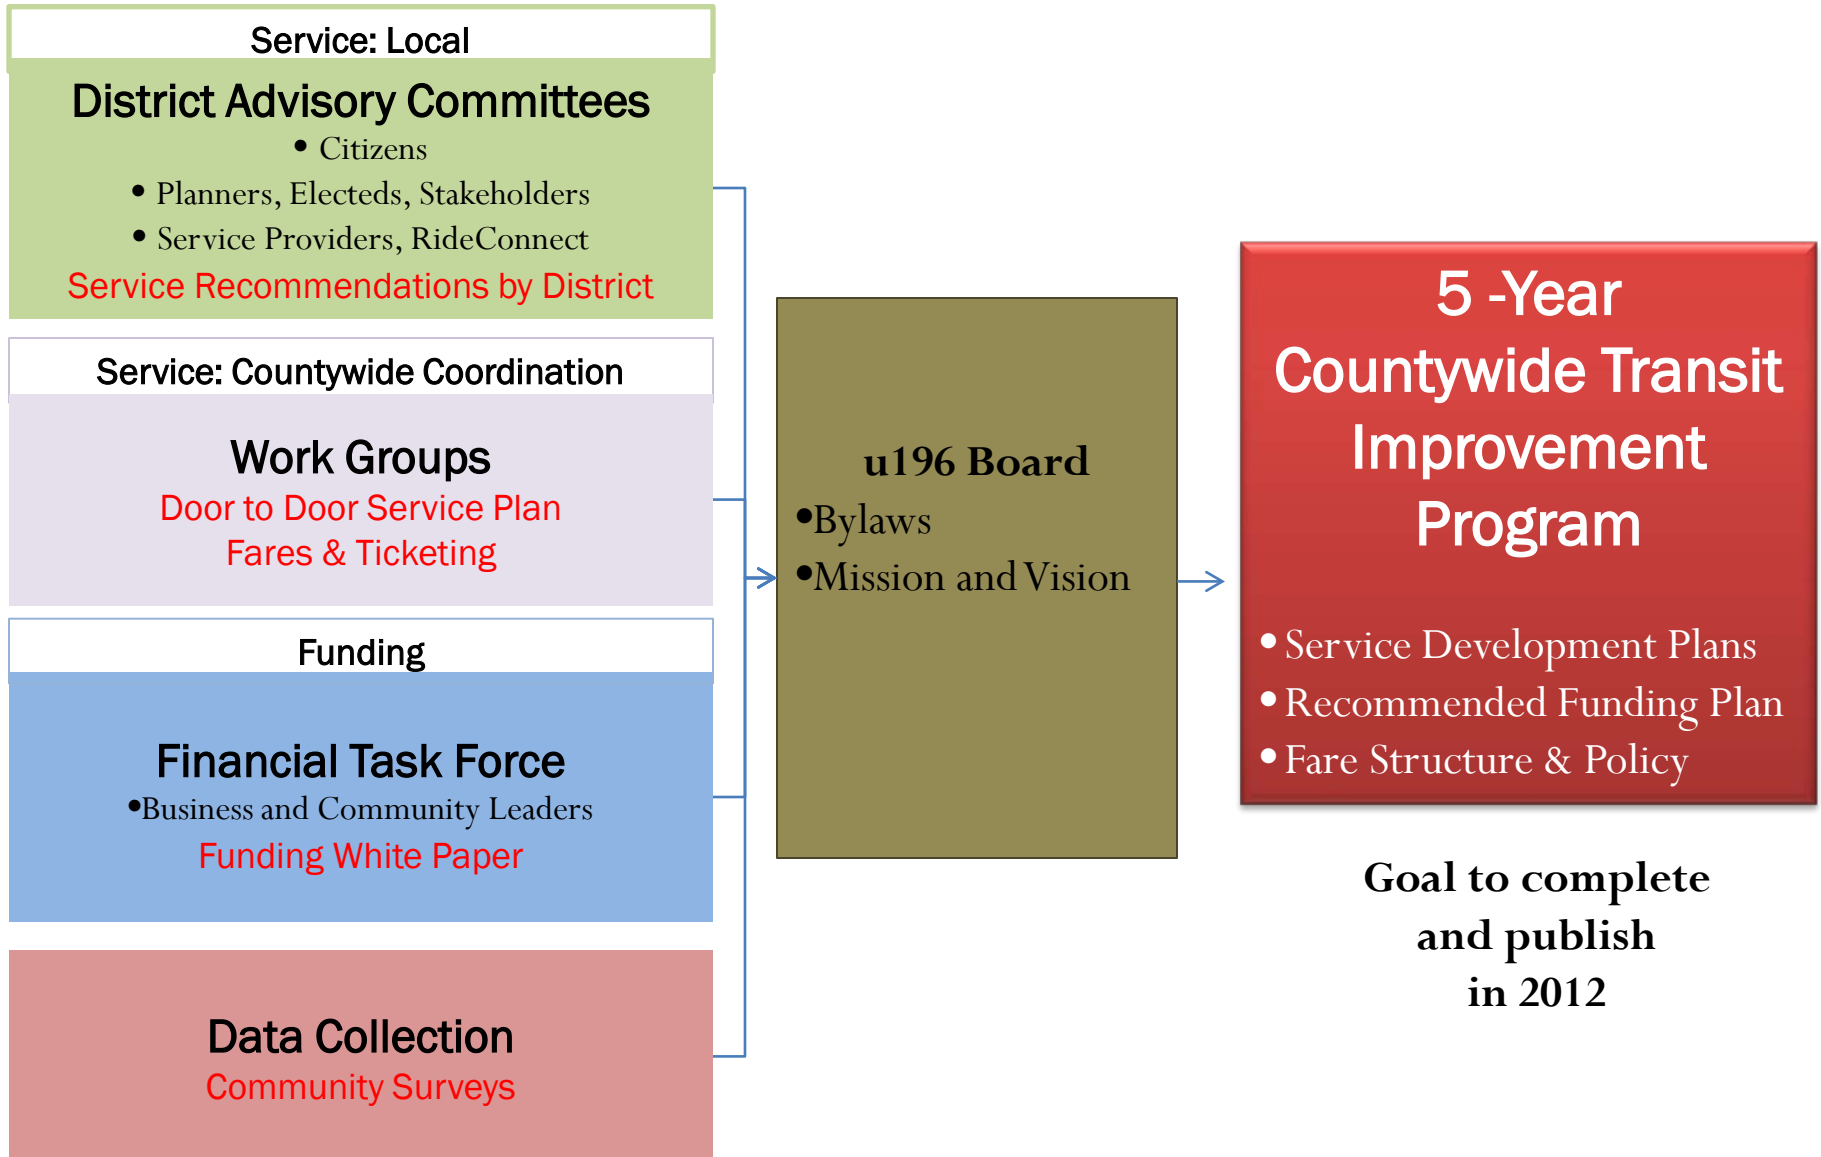 Service: Local
District Advisory Committees
• Citizens
• Planners, Electeds, Stakeholders
• Service Providers, RideConnect
Service Recommendations by District
Service: Countywide Coordination
Work Groups
Door to Door Service Plan
Fares & Ticketing
Funding
Financial Task Force
•Business and Community Leaders
Funding White Paper
Data Collection
Community Surveys
u196 Board
•Bylaws
•Mission and Vision
5 -Year
Countywide Transit
Improvement
Program
• Service Development Plans
• Recommended Funding Plan
• Fare Structure & Policy
Goal to complete
and publish
in 2012